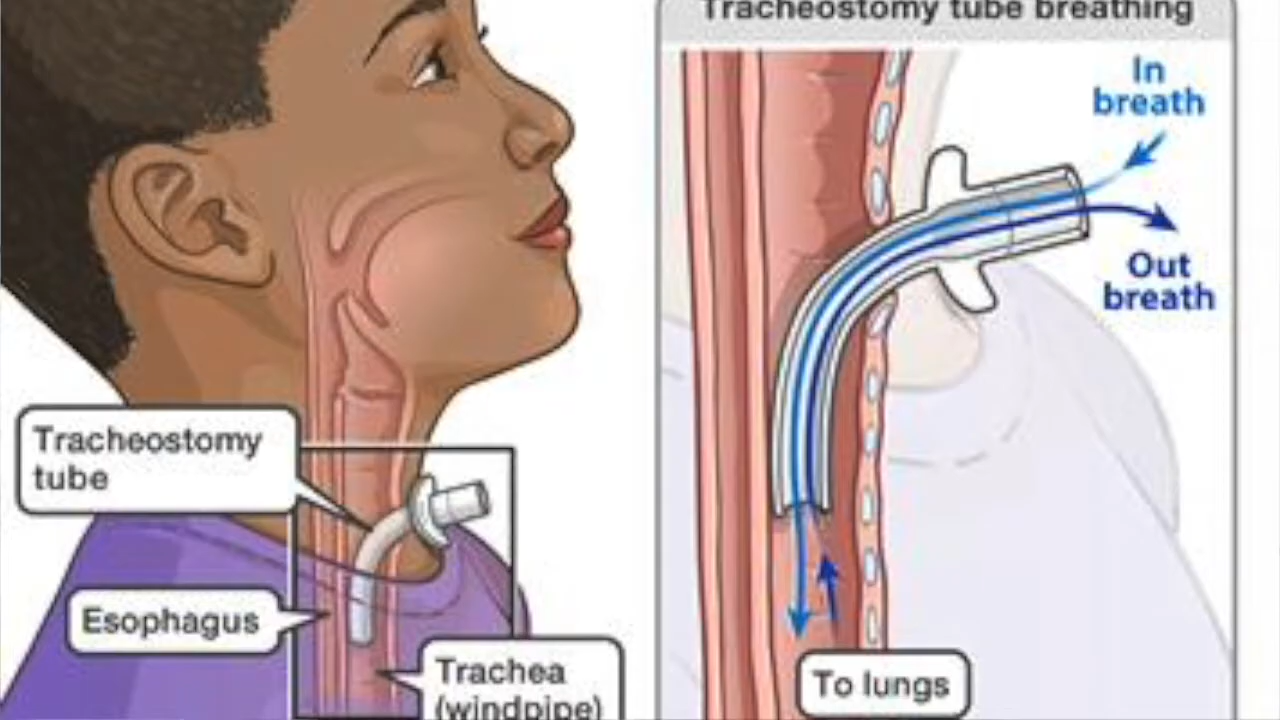 Tracheostomy tube breathing
In
breath
Out
breath
Tracheostomy
tube
Esophagus
Trachea
(windpipe)
To lungs